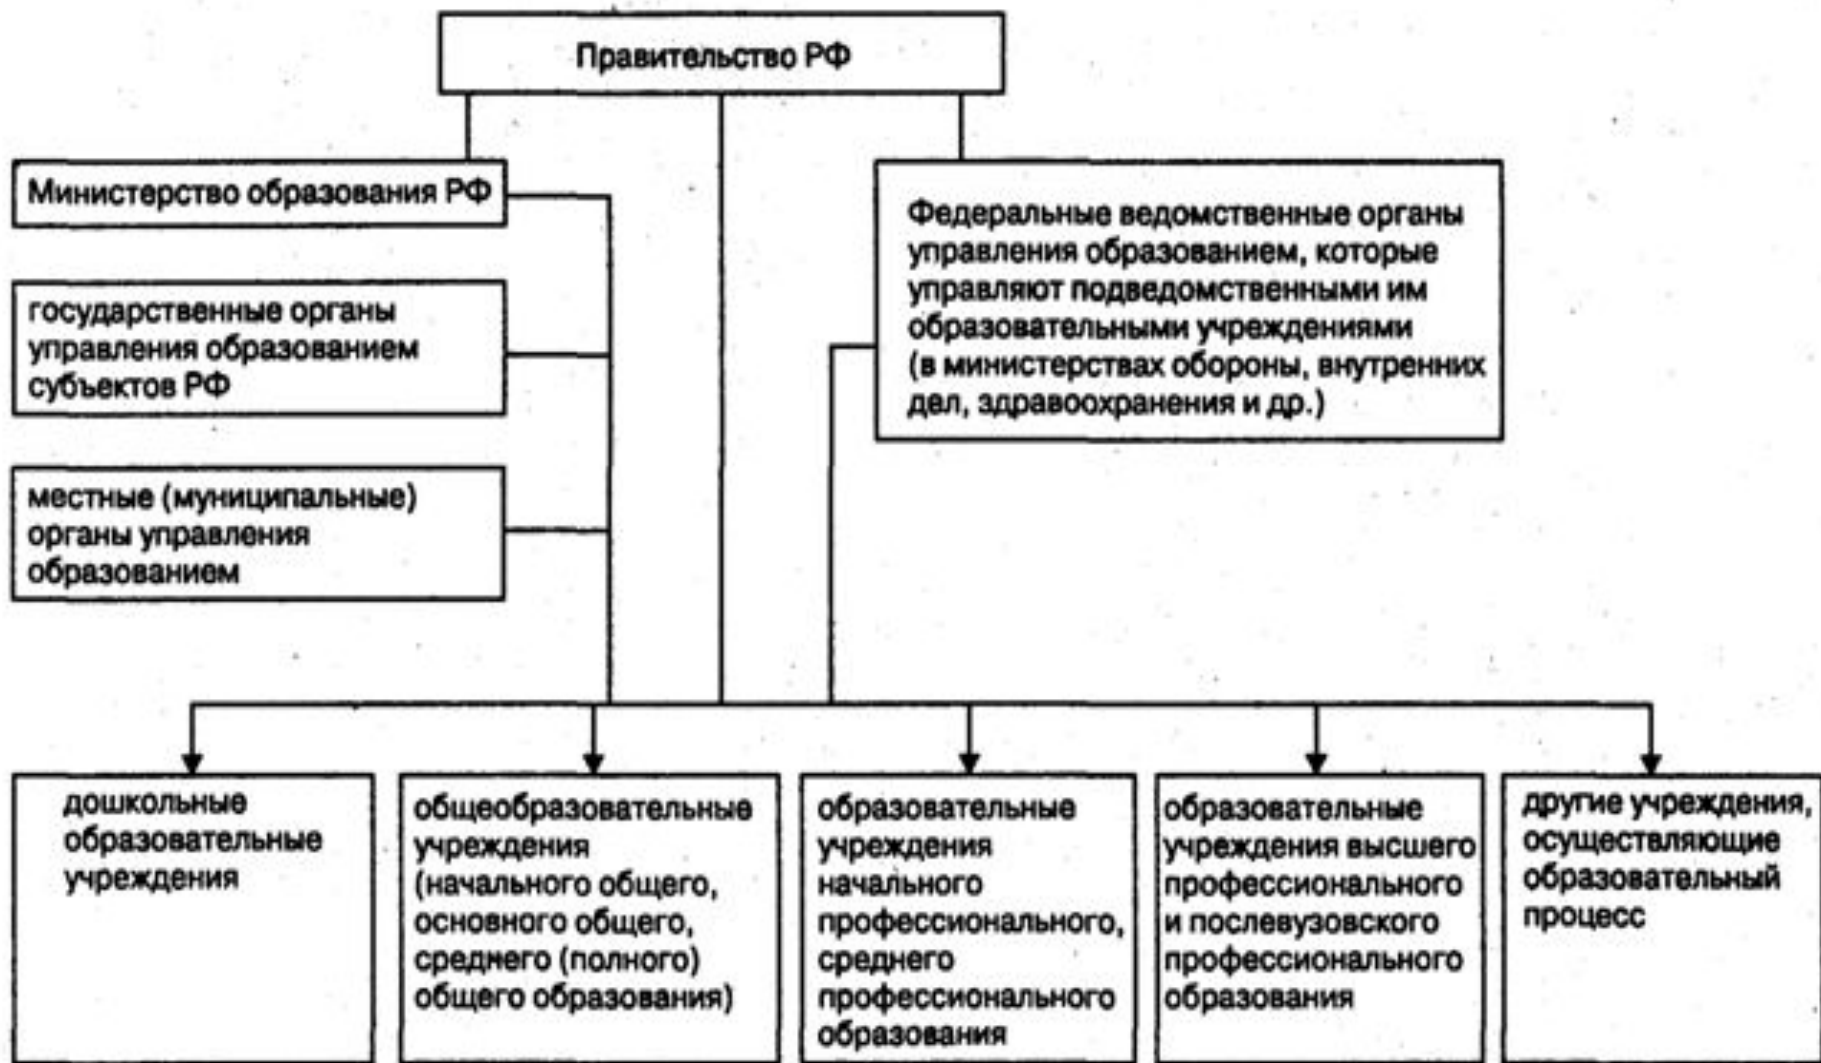 Правительство РФ
Министерство образования РФ
государственные органы
управления образованием
субъектов РФ
местные (муниципальные)
органы управления
образованием
Федеральные ведомственные органы
управления образованием, которые
управляют подведомственными им
образовательными учреждениями
(в министерствах обороны, внутренних
дел, здравоохранения и др.)
дошкольные
образовательные
учреждения
общеобразовательные
учреждения
(начального общего,
основного общего,
среднего (полного)
общего образования)
образовательные
учреждения
начального
профессионального,
среднего
профессионального
образования
образовательные
учреждения высшего
профессионального
и послевузовского
профессионального
образования
другие учреждения,
осуществляющие
образовательный
процесс